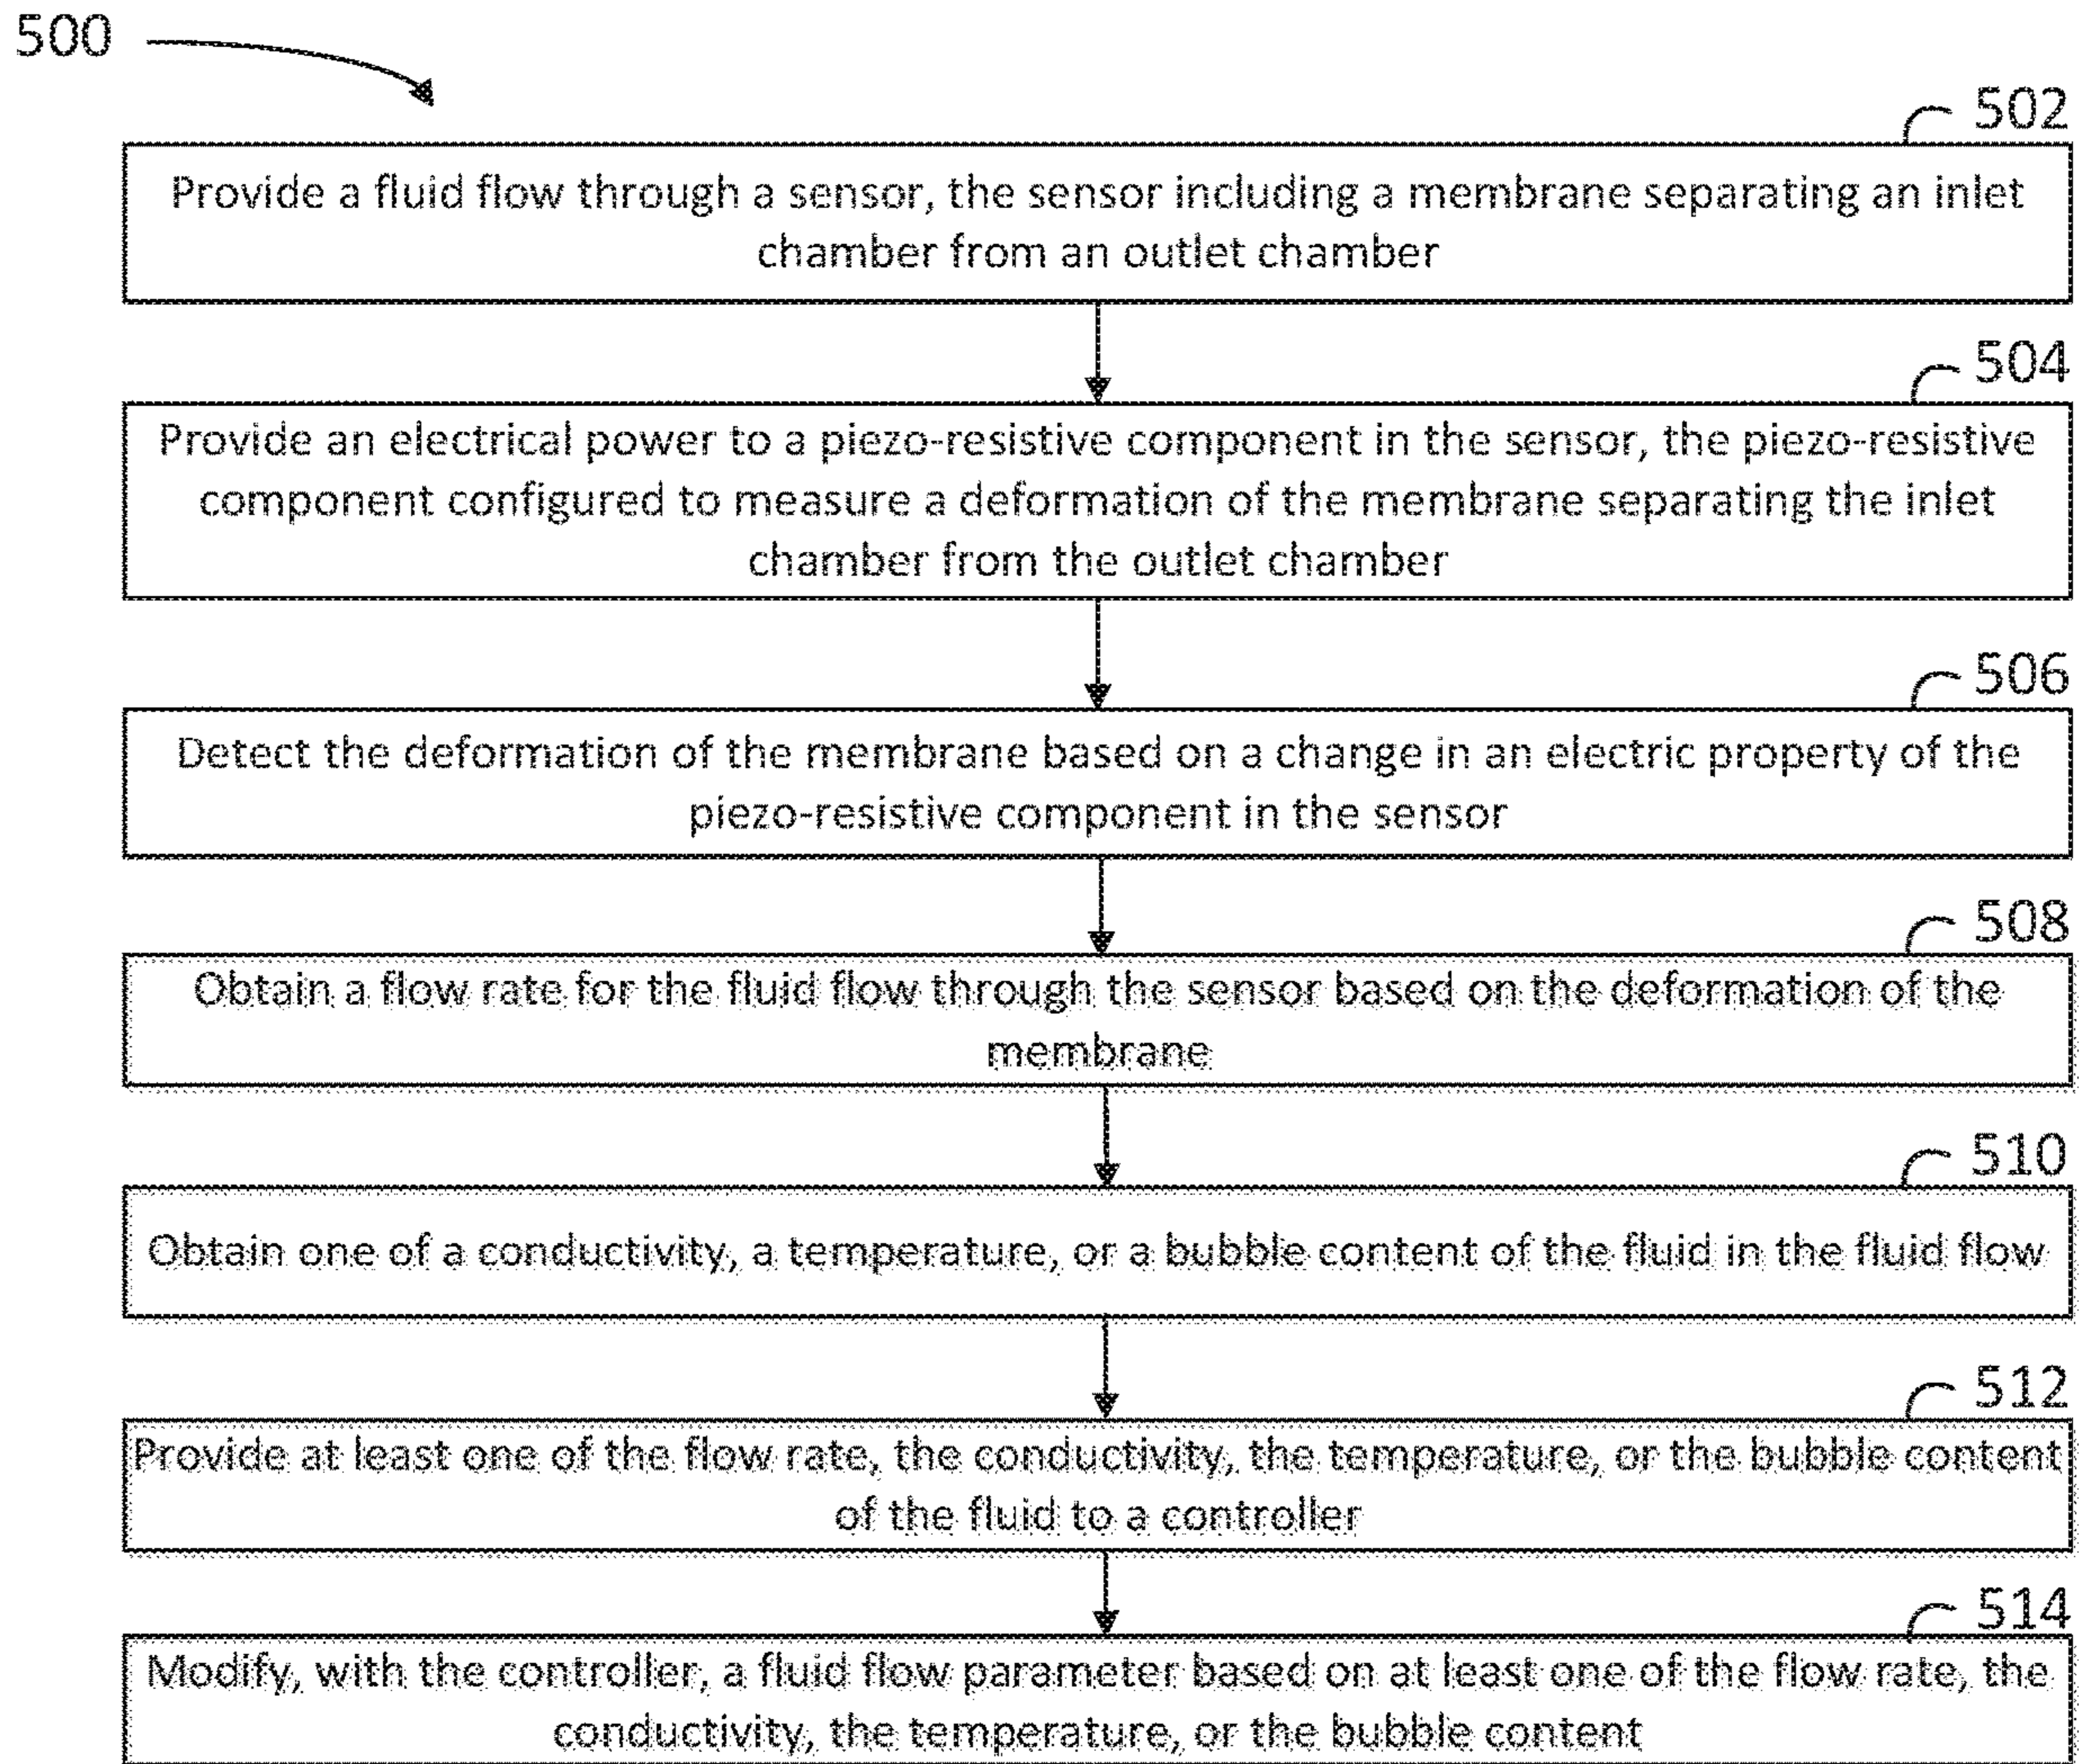 500
502
Provide a fluid flow through a sensor, the sensor including a membrane separating an inlet
chamber from an outlet chamber
504
Provide an electrical power to a piezo-resistive component in the sensor, the piezo-resistive
component configured to measure a deformation of the membrane separating the inlet
chamber from the outlet chamber
506
Detect the deformation of the membrane based on a change in an electric property of the
piezo-resistive component in the sensor
508
Obtain a flow rate for the fluid flow through the sensor based on the deformation of the
membrane
510
Obtain one of a conductivity, a temperature, or a bubble content of the fluid in the fluid flow
512
Provide at least one of the flow rate, the conductivity, the temperature, or the bubble content
of the fluid to a controller
514
Modify, with the controller, a fluid flow parameter based on at least one of the flow rate, the
conductivity, the temperature, or the bubble content